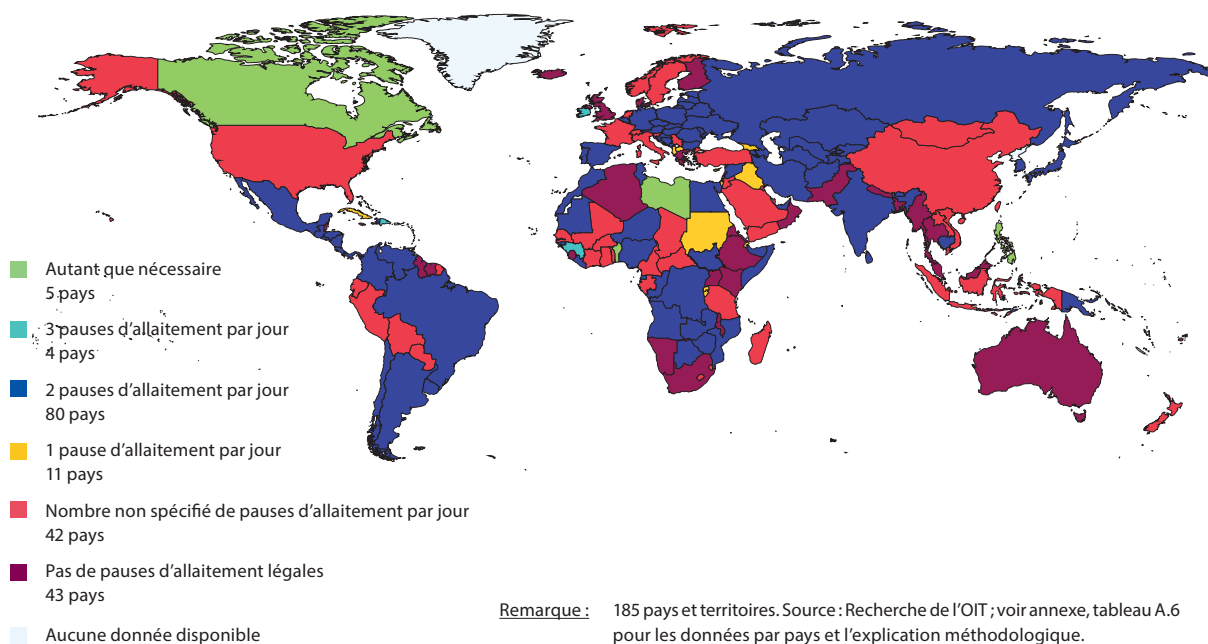 Autant que nécessaire
5 pays
3 pauses d'allaitement par jour
4 pays
2 pauses d'allaitement par jour
80 pays
1 pause d'allaitement par jour
11 pays
Nombre non spécifié de pauses d'allaitement par jour
42 pays
Pas de pauses d'allaitement légales
43 pays
Aucune donnée disponible
Remarque : 185 pays et territoires. Source : Recherche de l'OIT ; voir annexe, tableau A.6
pour les données par pays et l'explication méthodologique.